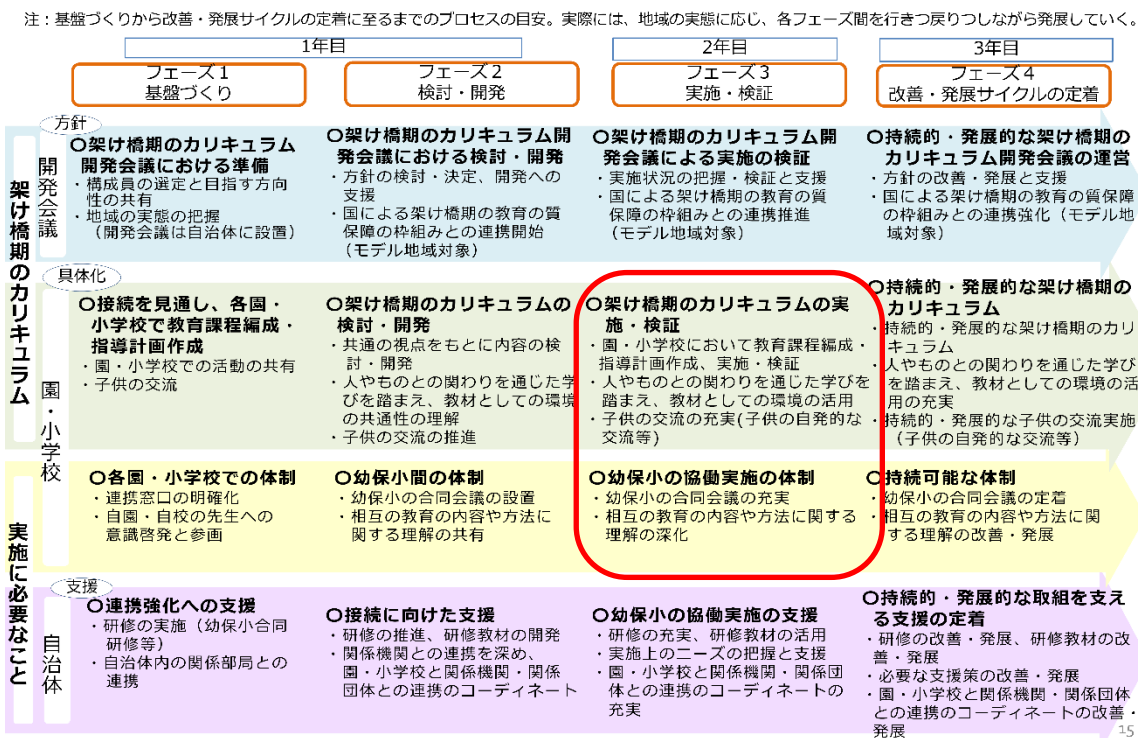 注：基盤づくりから改善・発展サイクルの定着に至るまでのプロセスの目安。実際には、地域の実態に応じ、各フェーズ間を行きつ戻りつしながら発展していく。
1年目
2年目
3年目
フェーズ１
基盤づくり
フェーズ２
検討・開発
フェーズ３
実施・検証
フェーズ４
改善・発展サイクルの定着
架け橋期のカリキュラム
方針
開発会議
〇架け橋期のカリキュラム
開発会議における準備
・構成員の選定と目指す方向
性の共有
・地域の実態の把握
（開発会議は自治体に設置）
〇架け橋期のカリキュラム開
発会議における検討・開発
・方針の検討・決定、開発への
支援
・国による架け橋期の教育の質
保障の枠組みとの連携開始
（モデル地域対象）
〇架け橋期のカリキュラム開
発会議による実施の検証
・実施状況の把握・検証と支援
・国による架け橋期の教育の質
保障の枠組みとの連携推進
（モデル地域対象）
〇持続的・発展的な架け橋期の
カリキュラム開発会議の運営
・方針の改善・発展と支援
・国による架け橋期の教育の質保障
の枠組みとの連携強化（モデル地
域対象）
具体化
園・小学校
〇接続を見通し、各園・
小学校で教育課程編成・
指導計画作成
・園・小学校での活動の共有
・子供の交流
〇架け橋期のカリキュラムの
検討・開発
・共通の視点をもとに内容の検
討・開発
・人やものとの関わりを通じた学
びを踏まえ、教材としての環境
の共通性の理解
・子供の交流の推進
〇架け橋期のカリキュラムの実
施・検証
・園・小学校において教育課程編成・
指導計画作成、実施・検証
・人やものとの関わりを通じた学びを
踏まえ、教材としての環境の活用
・子供の交流の充実(子供の自発的な
交流等)
〇持続的・発展的な架け橋期の
カリキュラム
・持続的・発展的な架け橋期のカリ
キュラム
・人やものとの関わりを通じた学び
を踏まえ、教材としての環境の活
用の充実
・持続的・発展的な子供の交流実施
（子供の自発的な交流等）
実施に必要なこと
〇各園・小学校での体制
・連携窓口の明確化
・自園・自校の先生への
意識啓発と参画
〇幼保小間の体制
・幼保小の合同会議の設置
・相互の教育の内容や方法に
関する理解の共有
〇幼保小の協働実施の体制
・幼保小の合同会議の充実
・相互の教育の内容や方法に関する
理解の深化
〇持続可能な体制
・幼保小の合同会議の定着
・相互の教育の内容や方法に関
する理解の改善・発展
支援
自治体
〇連携強化への支援
・研修の実施（幼保小合同
研修等）
・自治体内の関係部局との
連携
〇接続に向けた支援
・研修の推進、研修教材の開発
・関係機関との連携を深め、
園・小学校と関係機関・関係
団体との連携のコーディネート
〇幼保小の協働実施の支援
・研修の充実、研修教材の活用
・実施上のニーズの把握と支援
・園・小学校と関係機関・関係団
体との連携のコーディネートの
充実
〇持続的・発展的な取組を支え
る支援の定着
・研修の改善・発展、研修教材の改
善・発展
・必要な支援策の改善・発展
・園・小学校と関係機関・関係団体
との連携のコーディネートの改善・
発展
15